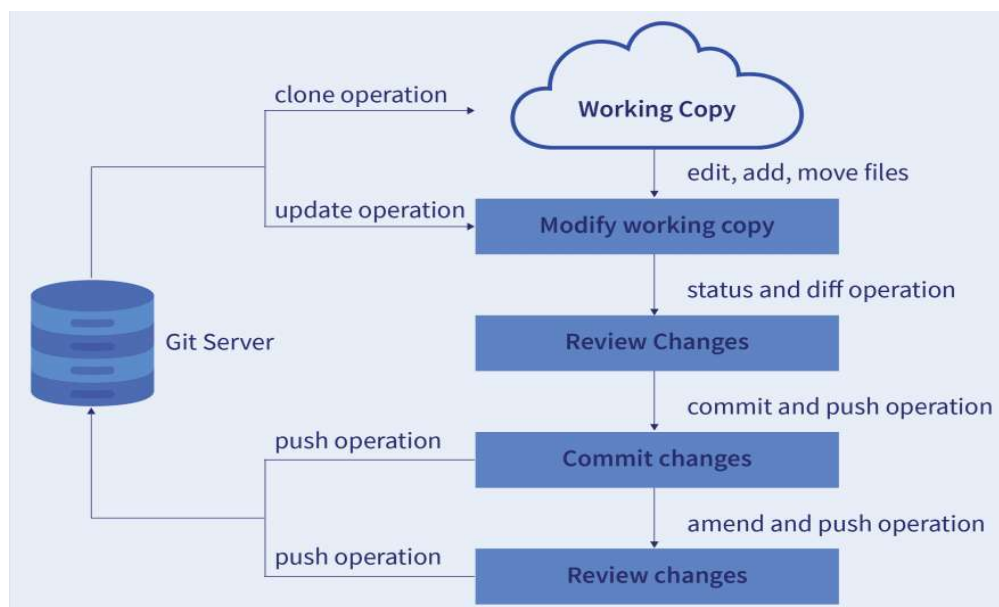 clone operation
Working Copy
edit, add, move files
update operation
Modify working copy
status and diff operation
Git Server
Review Changes
commit and push operation
push operation
Commit changes
amend and push operation
push operation
Review changes